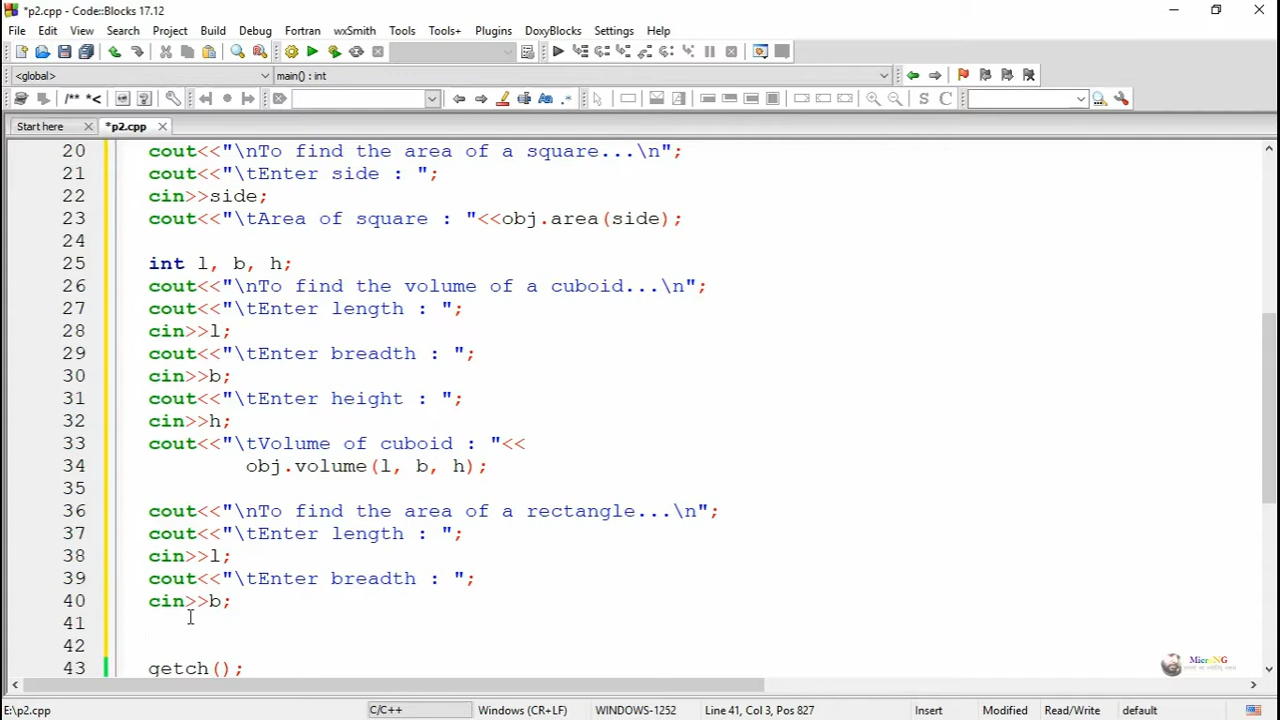 *p2.cpp - Code::Blocks 17.12
File Edit View Search Project Build Debug Fortran wxSmith Tools Tools+ Plugins DoxyBlocks Settings Help
<global> main() : int
/** *<
S C
Start here *p2.cpp
20 cout<<"\nTo find the area of a square...\n";
21 cout<<"\tEnter side : ";
22 cin>>side;
23 cout<<"\tArea of square : "<<obj.area(side);
24
25 int l, b, h;
26 cout<<"\nTo find the volume of a cuboid...\n";
27 cout<<"\tEnter length : ";
28 cin>>l;
29 cout<<"\tEnter breadth : ";
30 cin>>b;
31 cout<<"\tEnter height : ";
32 cin>>h;
33 cout<<"\tVolume of cuboid : "<<
34 obj.volume(l, b, h);
35
36 cout<<"\nTo find the area of a rectangle...\n";
37 cout<<"\tEnter length : ";
38 cin>>l;
39 cout<<"\tEnter breadth : ";
40 cin>>b;
41
42
43 getch();
MicroNG
E:\p2.cpp C/C++ Windows (CR+LF) WINDOWS-1252 Line 41, Col 3, Pos 827 Insert Modified Read/Write default